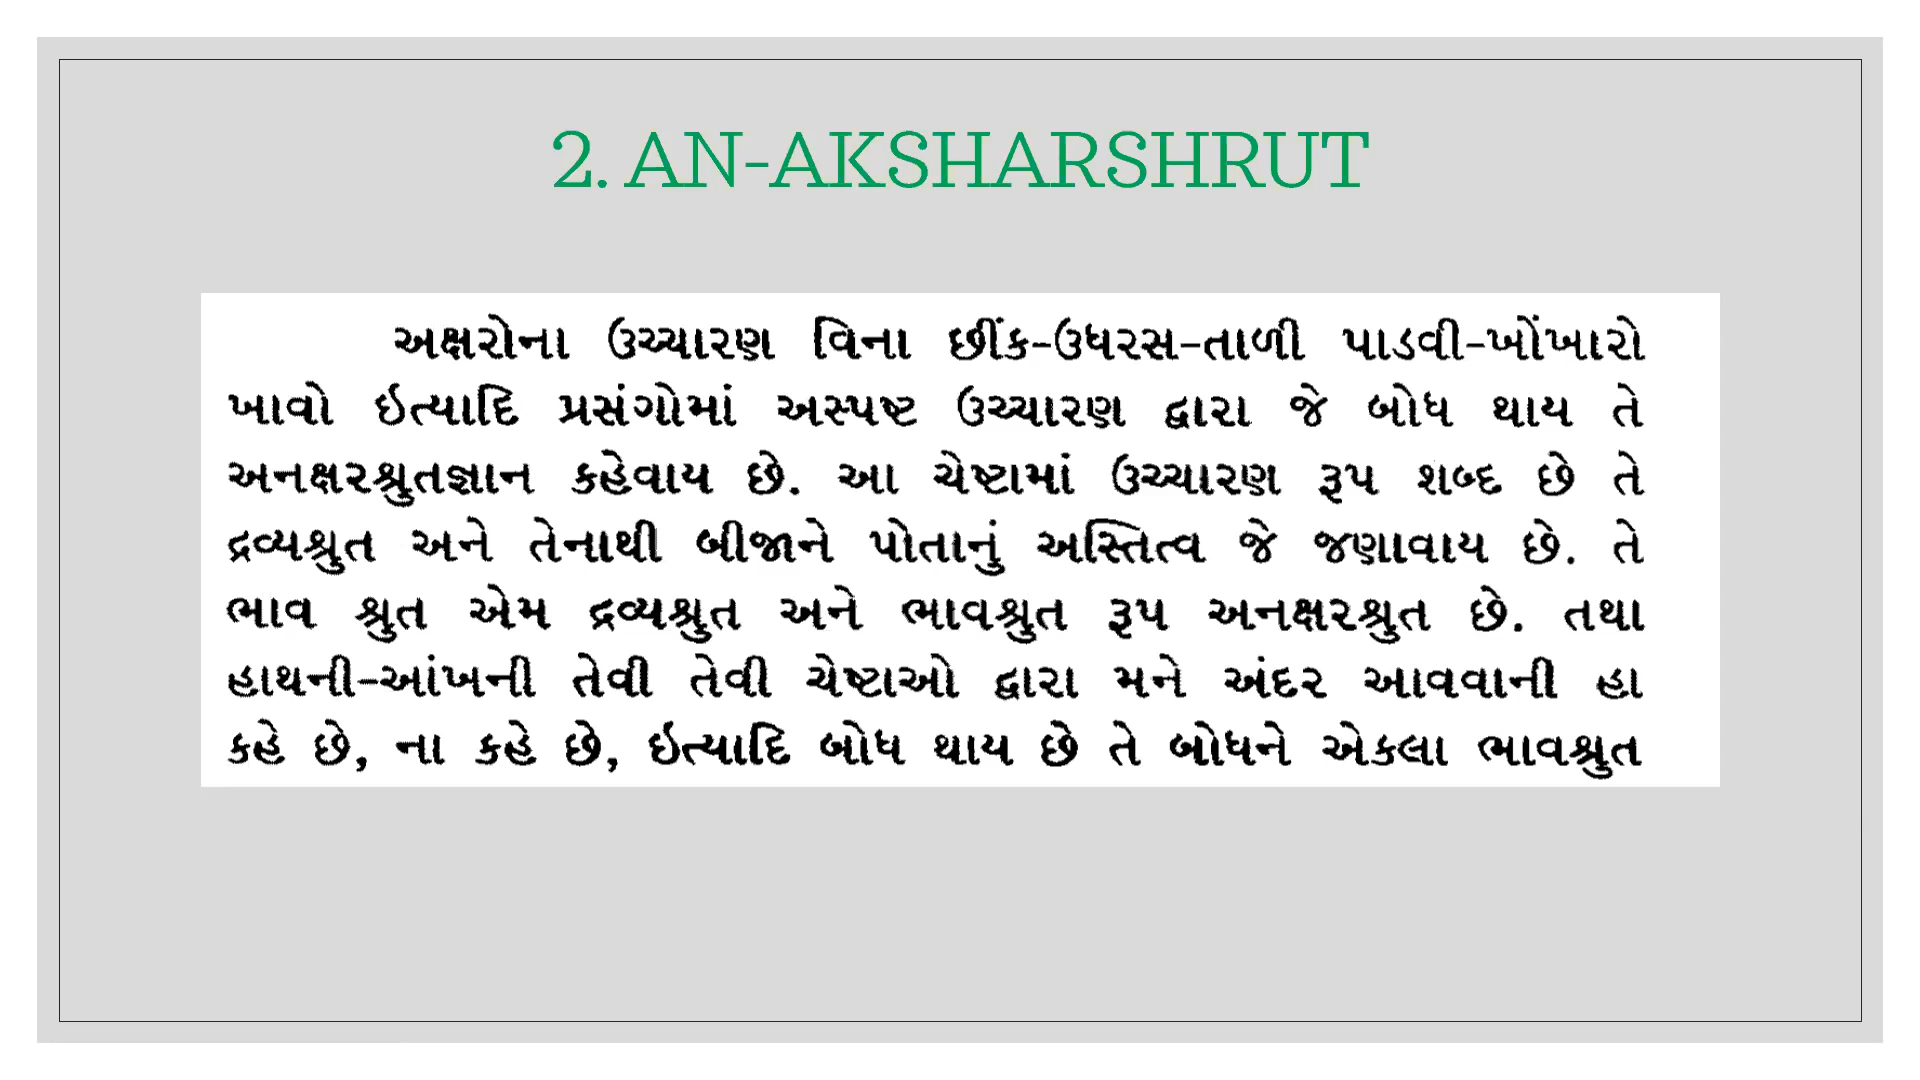 2. AN-AKSHARSHRUT
અક્ષરોના ઉચ્ચારણ વિના છીંક-ઉધરસ-તાળી પાડવી-ખોંખારો
ખાવો ઇત્યાદિ પ્રસંગોમાં અસ્પષ્ટ ઉચ્ચારણ દ્વારા જે બોધ થાય તે
અનક્ષરશ્રુતજ્ઞાન કહેવાય છે. આ ચેષ્ટામાં ઉચ્ચારણ રૂપ શબ્દ છે તે
દ્રવ્યશ્રુત અને તેનાથી બીજાને પોતાનું અસ્તિત્વ જે જણાવાય છે. તે
ભાવ શ્રુત એમ દ્રવ્યશ્રુત અને ભાવશ્રુત રૂપ અનક્ષરશ્રુત છે. તથા
હાથની-આંખની તેવી તેવી ચેષ્ટાઓ દ્વારા મને અંદર આવવાની હા
કહે છે, ના કહે છે, ઇત્યાદિ બોધ થાય છે તે બોધને એકલા ભાવશ્રુત